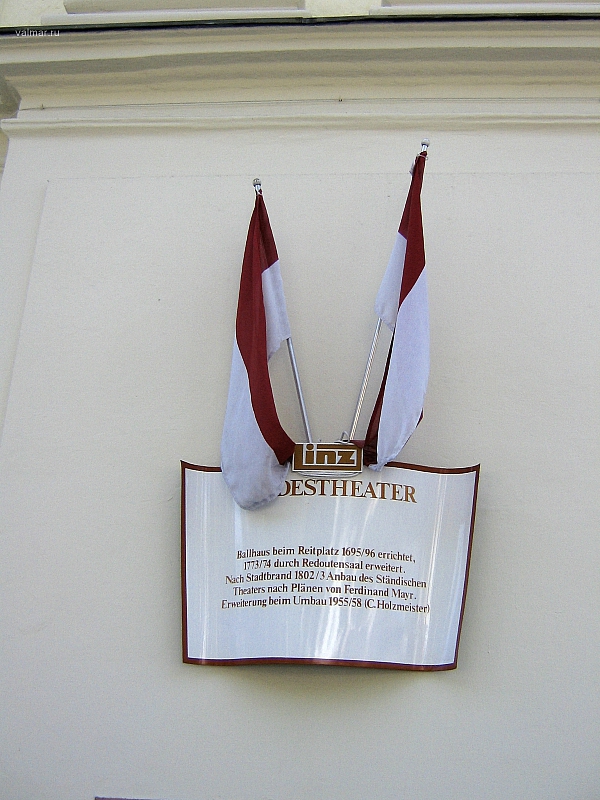 valmar.ru
Linz
DESTHEATER
Ballhaus beim Reitplatz 1695/96 errichtet,
1773/74 durch Redoutensaal erweitert.
Nach Stadtbrand 1802/3 Anbau des Ständischen
Theaters nach Plänen von Ferdinand Mayr.
Erweiterung beim Umbau 1955/58 (C.Holzmeister)